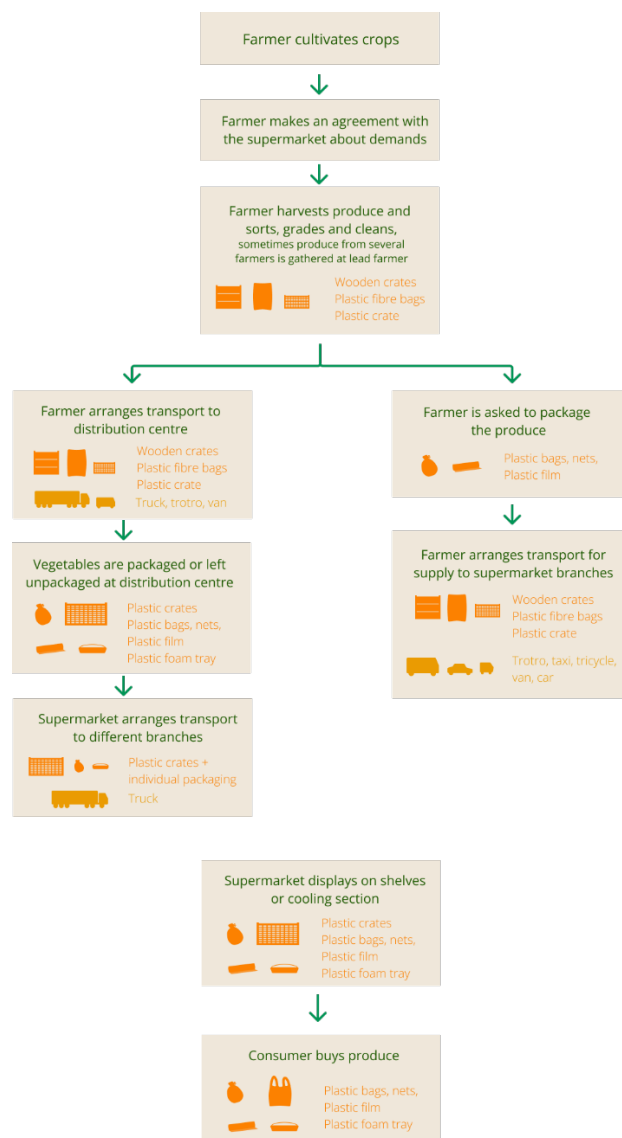 Farmer cultivates crops
Farmer makes an agreement with
the supermarket about demands
Farmer harvests produce and
sorts, grades and cleans,
sometimes produce from several
farmers is gathered at lead farmer
Wooden crates
Plastic fibre bags
Plastic crate
Farmer arranges transport to
distribution centre
Wooden crates
Plastic fibre bags
Plastic crate
Truck, trotro, van
Vegetables are packaged or left
unpackaged at distribution centre
Plastic crates
Plastic bags, nets,
Plastic film
Plastic foam tray
Supermarket arranges transport
to different branches
Plastic crates +
individual packaging
Truck
Farmer is asked to package
the produce
Plastic bags, nets,
Plastic film
Farmer arranges transport for
supply to supermarket branches
Wooden crates
Plastic fibre bags
Plastic crate
Trotro, taxi, tricycle,
van, car
Supermarket displays on shelves
or cooling section
Plastic crates
Plastic bags, nets,
Plastic film
Plastic foam tray
Consumer buys produce
Plastic bags, nets,
Plastic film
Plastic foam tray